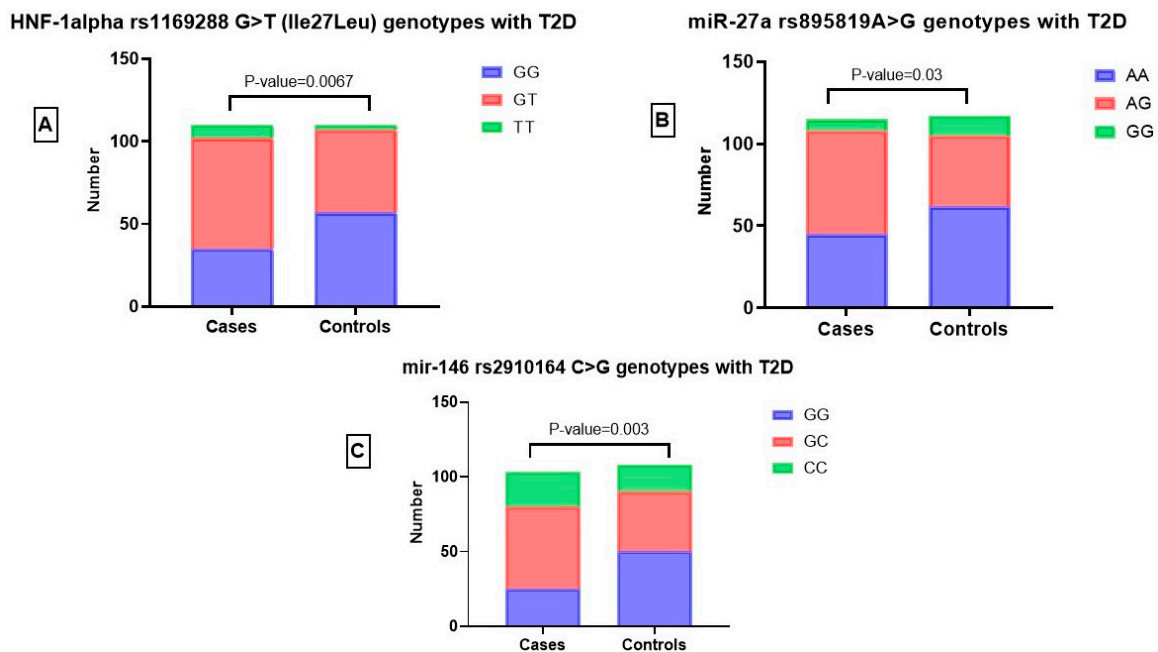 HNF-1alpha rs1169288 G>T (Ile27Leu) genotypes with T2D
A
Number
150
100
50
0
P-value=0.0067
Cases
Controls
GG
GT
TT
miR-27a rs895819A>G genotypes with T2D
B
Number
150
100
50
0
P-value=0.03
Cases
Controls
AA
AG
GG
mir-146 rs2910164 C>G genotypes with T2D
C
Number
150
100
50
0
P-value=0.003
Cases
Controls
GG
GC
CC